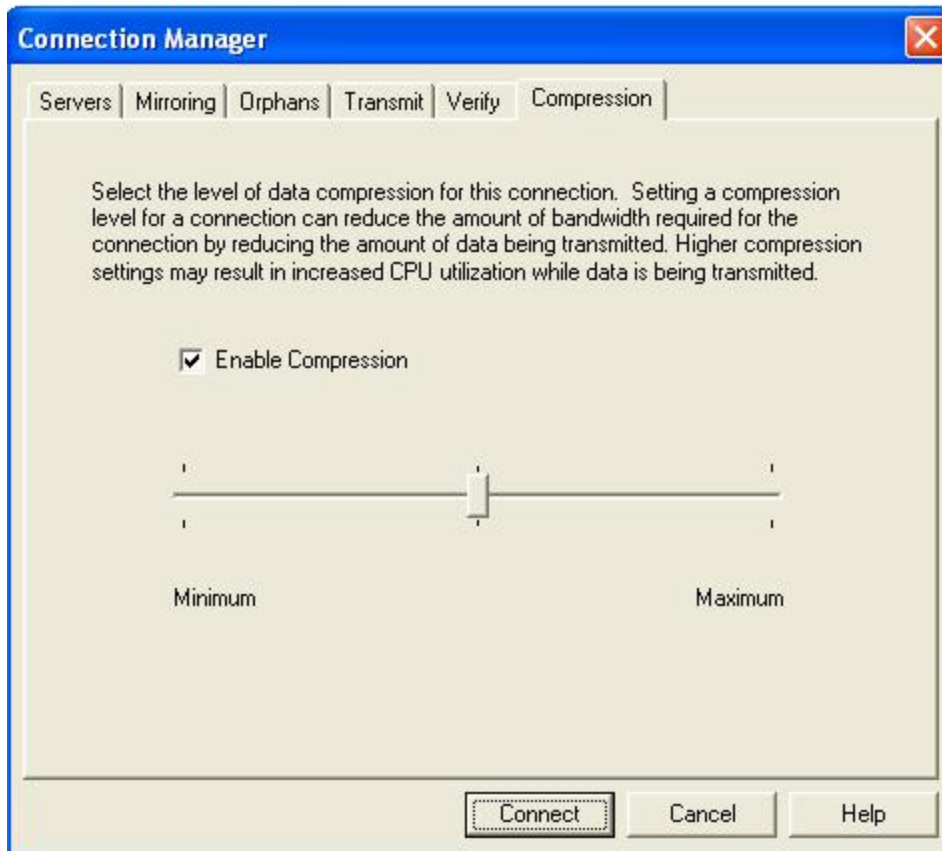 Connection Manager
Servers Mirroring Orphans Transmit Verify Compression
Select the level of data compression for this connection.  Setting a compression
level for a connection can reduce the amount of bandwidth required for the
connection by reducing the amount of data being transmitted. Higher compression
settings may result in increased CPU utilization while data is being transmitted.
Enable Compression
Minimum Maximum
Connect Cancel Help